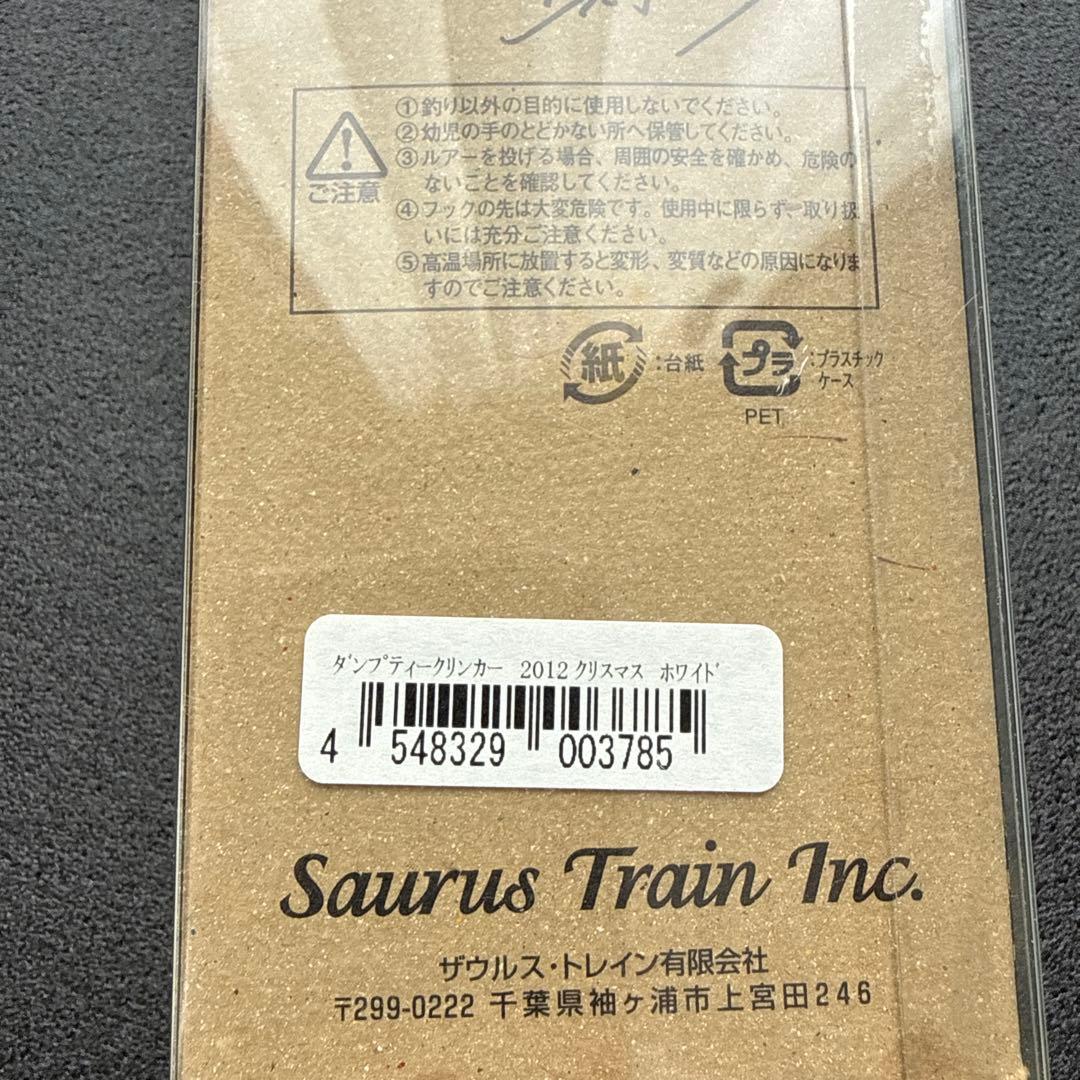 ①釣り以外の目的に使用しないでください。
②幼児の手のとどかない所へ保管してください。
③ルアーを投げる場合、周囲の安全を確かめ、危険の
ないことを確認してください。
④フックの先は大変危険です。使用中に限らず、取り扱
いには充分ご注意ください。
⑤高温場所に放置すると変形、変質などの原因になりま
すのでご注意ください。
ご注意
紙:台紙
プラ:プラスチック
ケース
PET
ダンプティークリンカー 2012クリスマス ホワイト
4 548329 003785
Saurus Train Inc.
ザウルス・トレイン有限会社
〒299-0222 千葉県袖ヶ浦市上宮田246